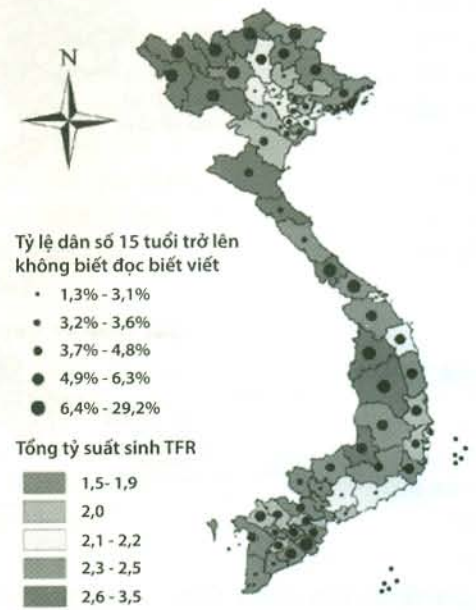 N
Tỷ lệ dân số 15 tuổi trở lên
không biết đọc biết viết
1,3% - 3,1%
3,2% - 3,6%
3,7% - 4,8%
4,9% - 6,3%
6,4% - 29,2%
Tổng tỷ suất sinh TFR
1,5- 1,9
2,0
2,1 - 2,2
2,3 - 2,5
2,6 - 3,5